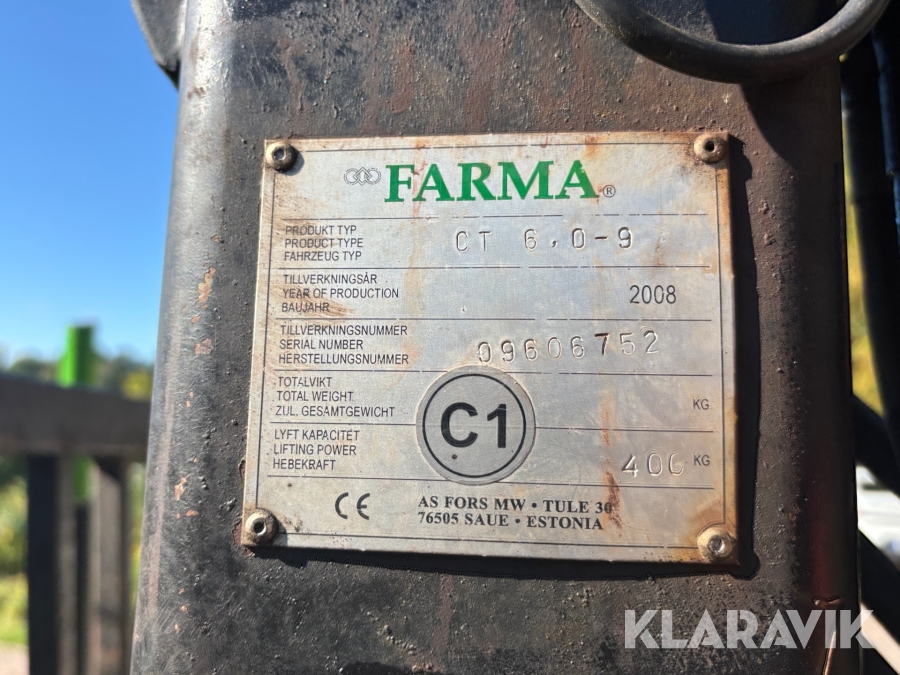 FARMA®
PRODUKT TYP
PRODUCT TYPE
FAHRZEUG TYP
CT 6,0-9
TILLVERKNINGSÅR
YEAR OF PRODUCTION
BAUJAHR
2008
TILLVERKNINGSNUMMER
SERIAL NUMBER
HERSTELLUNGSNUMMER
09606752
TOTALVIKT
TOTAL WEIGHT
ZUL. GESAMTGEWICHT
KG
C1
LYFT KAPACITET
LIFTING POWER
HEBEKRAFT
400 KG
CE
AS FORS MW · TULE 30
76505 SAUE · ESTONIA
KLARAVIK